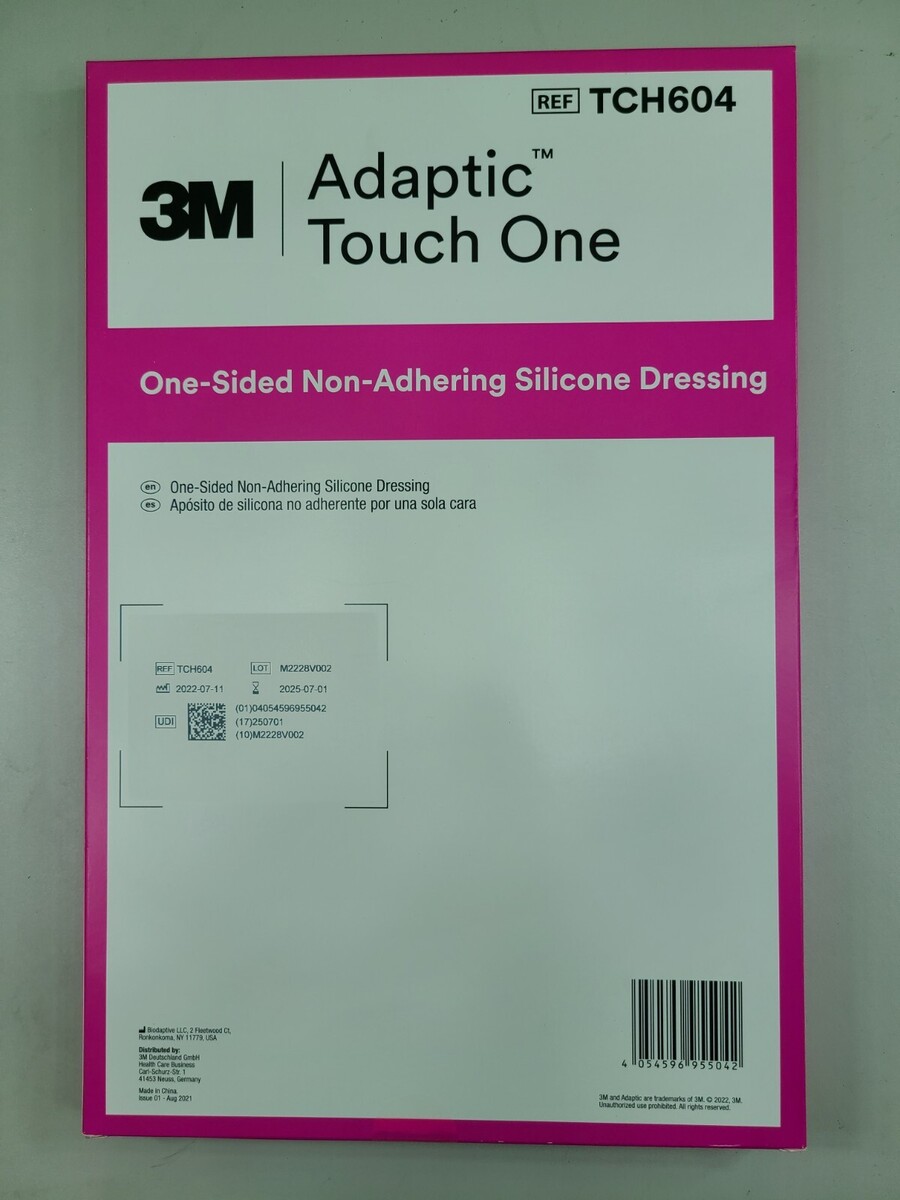 REF TCH604
3M
Adaptic™
Touch One
One-Sided Non-Adhering Silicone Dressing
en One-Sided Non-Adhering Silicone Dressing
es Apósito de silicona no adherente por una sola cara
REF TCH604 LOT M2228V002
2022-07-11 2025-07-01
UDI
(01)04054596955042
(17)250701
(10)M2228V002
Biodaptive LLC, 2 Fleetwood Ct,
Ronkonkoma, NY 11779, USA
Distributed by:
3M Deutschland GmbH
Health Care Business
Carl-Schurz-Str. 1
41453 Neuss, Germany
Made in China.
Issue 01 - Aug 2021
4 054596 955042
3M and Adaptic are trademarks of 3M. © 2022, 3M.
Unauthorized use prohibited. All rights reserved.